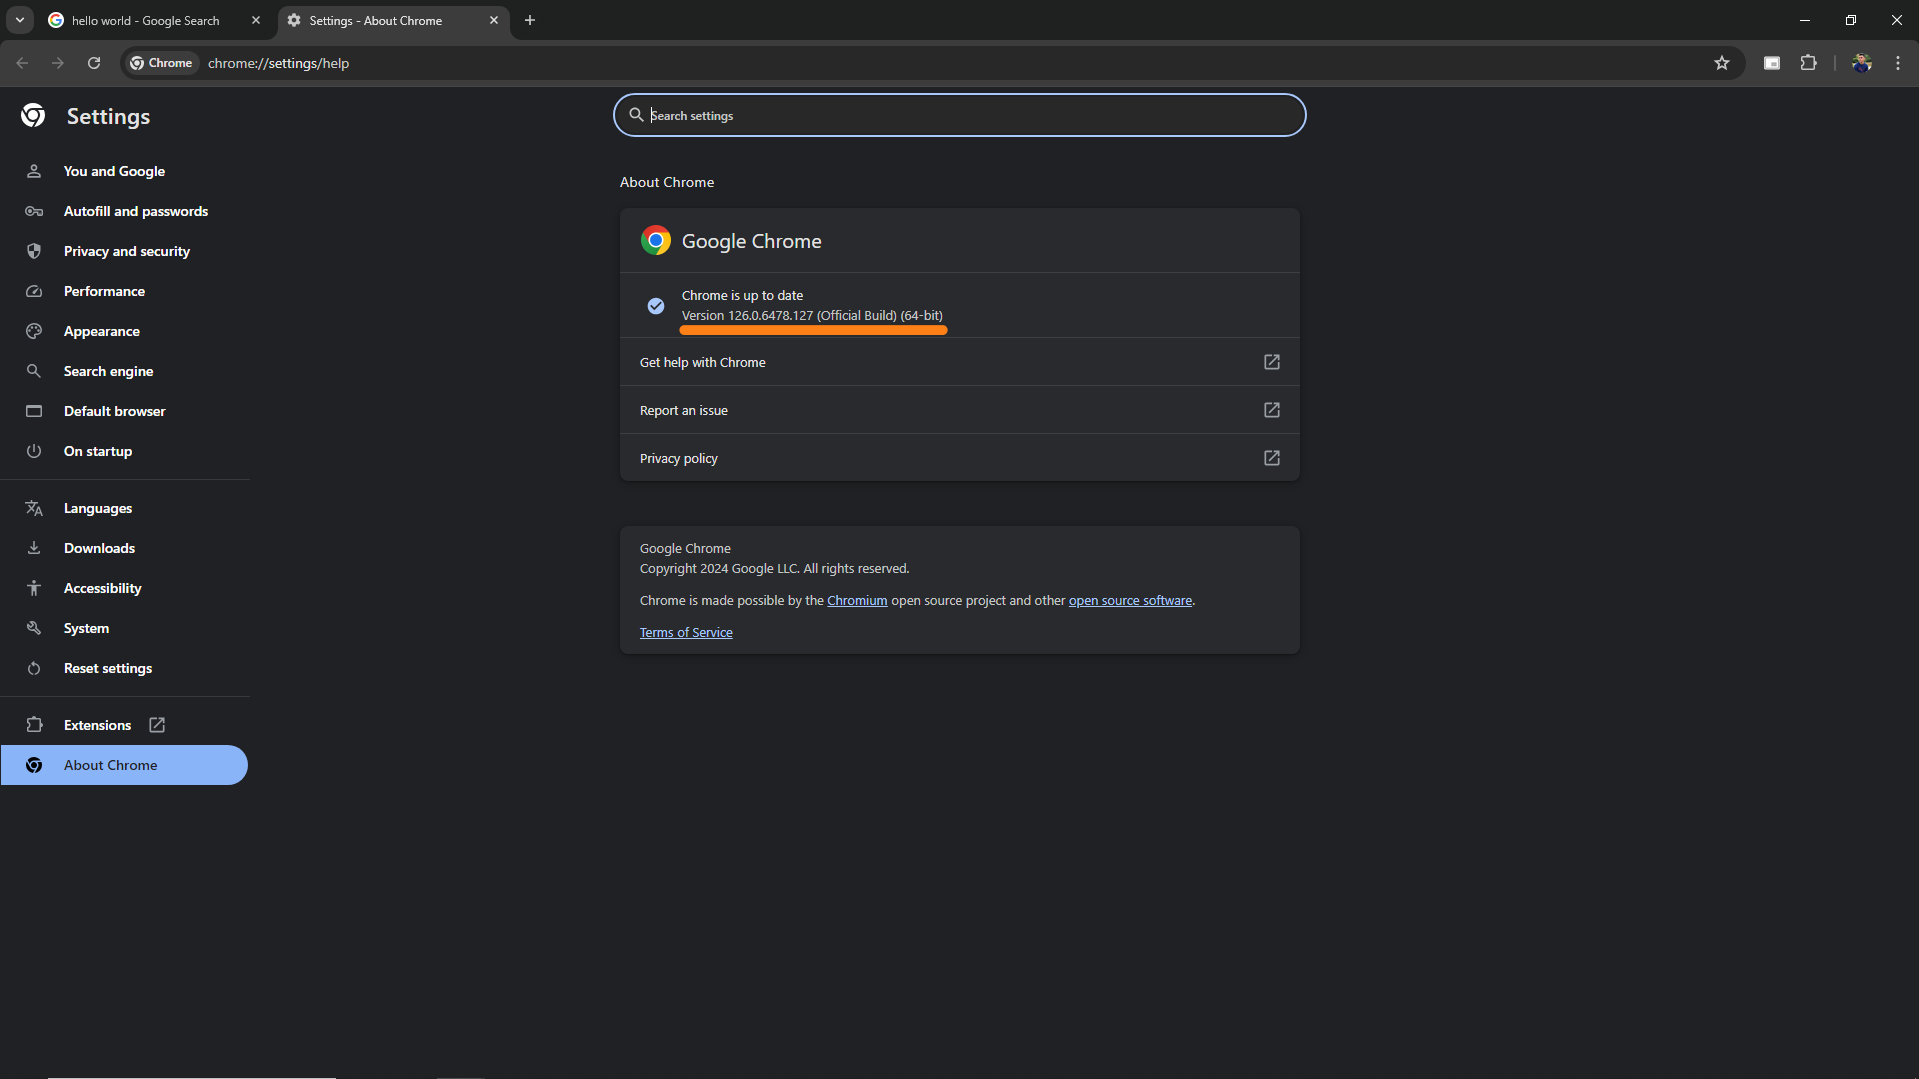 hello world - Google Search
Settings - About Chrome
Chrome
chrome://settings/help
Settings
Search settings
You and Google
Autofill and passwords
Privacy and security
Performance
Appearance
Search engine
Default browser
On startup
Languages
Downloads
Accessibility
System
Reset settings
Extensions
About Chrome
About Chrome
Google Chrome
Chrome is up to date
Version 126.0.6478.127 (Official Build) (64-bit)
Get help with Chrome
Report an issue
Privacy policy
Google Chrome
Copyright 2024 Google LLC. All rights reserved.
Chrome is made possible by the Chromium open source project and other open source software.
Terms of Service